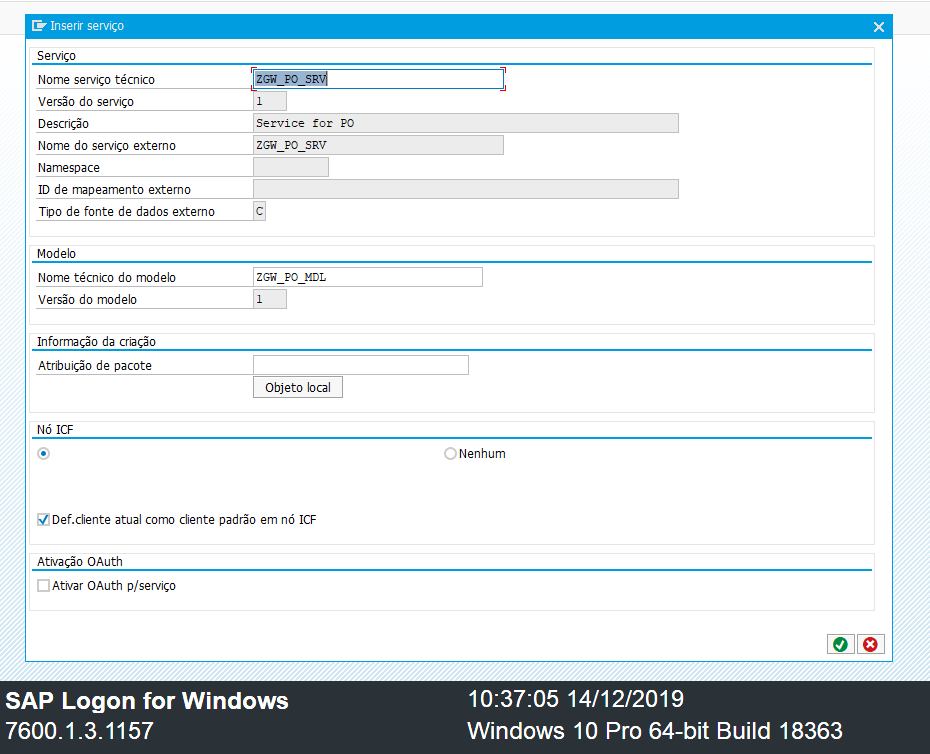 Inserir serviço
Serviço
Nome serviço técnico ZGW_PO_SRV
Versão do serviço 1
Descrição Service for PO
Nome do serviço externo ZGW_PO_SRV
Namespace
ID de mapeamento externo
Tipo de fonte de dados externo C
Modelo
Nome técnico do modelo ZGW_PO_MDL
Versão do modelo 1
Informação da criação
Atribuição de pacote
Objeto local
Nó ICF
Nenhum
Def.cliente atual como cliente padrão em nó ICF
Ativação OAuth
Ativar OAuth p/serviço
SAP Logon for Windows 10:37:05 14/12/2019
7600.1.3.1157 Windows 10 Pro 64-bit Build 18363